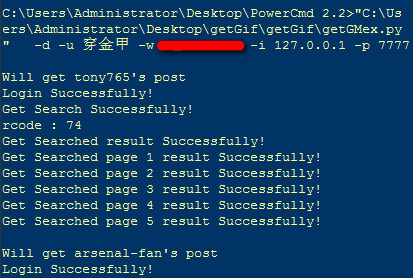 C:\Users\Administrator\Desktop\PowerCmd 2.2>"C:\Us
ers\Administrator\Desktop\getGif\getGif\getGMex.py
"   -d -u 穿金甲 -w -i 127.0.0.1 -p 7777
Will get tony765's post
Login Successfully!
Get Search Successfully!
rcode : 74
Get Searched result Successfully!
Get Searched page 1 result Successfully!
Get Searched page 2 result Successfully!
Get Searched page 3 result Successfully!
Get Searched page 4 result Successfully!
Get Searched page 5 result Successfully!
Will get arsenal-fan's post
Login Successfully!